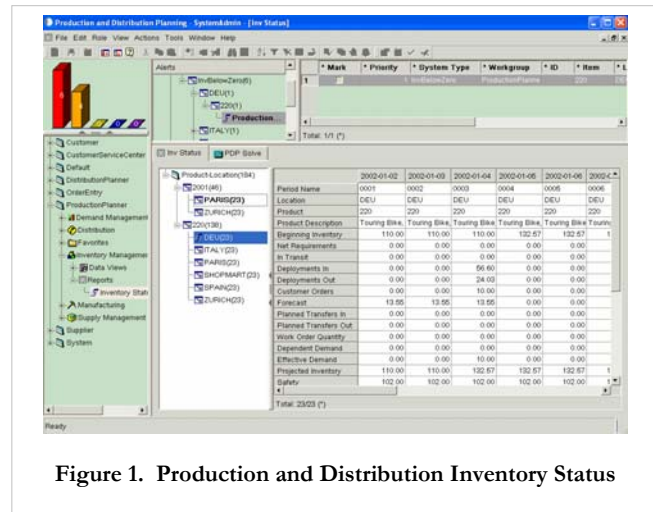 Production and Distribution Planning - SystemAdmin - [Inv Status]
File Edit Role View Actions Tools Window Help
Alerts
InvBelowZero(6)
DEU(1)
220(1)
Production...
ITALY(1)
* Mark * Priority * System Type * Workgroup * ID * Item * L
1 1 InvBelowZero ProductionPlanne 220 DEU
Total: 1/1 (*)
Customer
CustomerServiceCenter
Default
DistributionPlanner
OrderEntry
ProductionPlanner
Demand Management
Distribution
Favorites
Inventory Managemen
Data Views
Reports
Inventory Stat
Manufacturing
Supply Management
Supplier
System
Inv Status PDP Solve
Product-Location(184)
2001(46)
PARIS(23)
ZURICH(23)
220(138)
DEU(23)
ITALY(23)
PARIS(23)
SHOPMART(23)
SPAIN(23)
ZURICH(23)
2002-01-02 2002-01-03 2002-01-04 2002-01-05 2002-01-06 2002-
Period Name 0001 0002 0003 0004 0005 0006
Location DEU DEU DEU DEU DEU DEU
Product 220 220 220 220 220 220
Product Description Touring Bike, Touring Bike, Touring Bike, Touring Bike, Touring Bike, Touring
Beginning Inventory 110.00 110.00 110.00 132.57 132.57 1
Net Requirements 0.00 0.00 0.00 0.00 0.00
In Transit 0.00 0.00 0.00 0.00 0.00
Deployments In 0.00 0.00 56.60 0.00 0.00
Deployments Out 0.00 0.00 24.03 0.00 0.00
Customer Orders 0.00 0.00 10.00 0.00 0.00
Forecast 13.55 13.55 13.55 0.00 0.00
Planned Transfers In 0.00 0.00 0.00 0.00 0.00
Planned Transfers Out 0.00 0.00 0.00 0.00 0.00
Work Order Quantity 0.00 0.00 0.00 0.00 0.00
Dependent Demand 0.00 0.00 0.00 0.00 0.00
Effective Demand 0.00 0.00 10.00 0.00 0.00
Projected Inventory 110.00 110.00 132.57 132.57 132.57 1
Safety 102.00 102.00 102.00 102.00 102.00 1
Total: 23/23 (*)
Ready
Figure 1. Production and Distribution Inventory Status